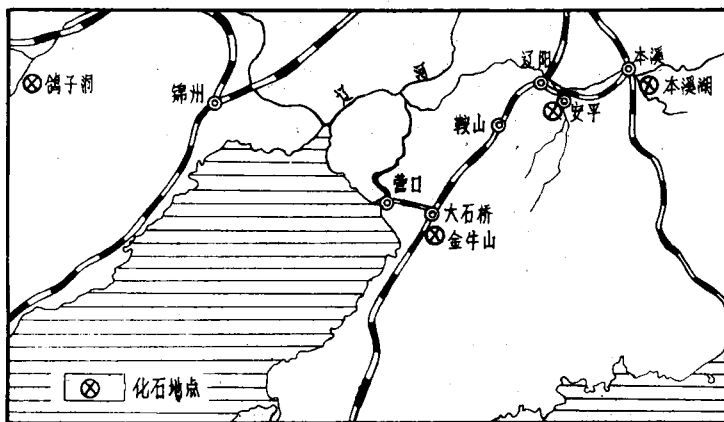 鸽子洞
锦州
辽河
辽阳
本溪
本溪湖
安平
鞍山
营口
大石桥
金牛山
化石地点